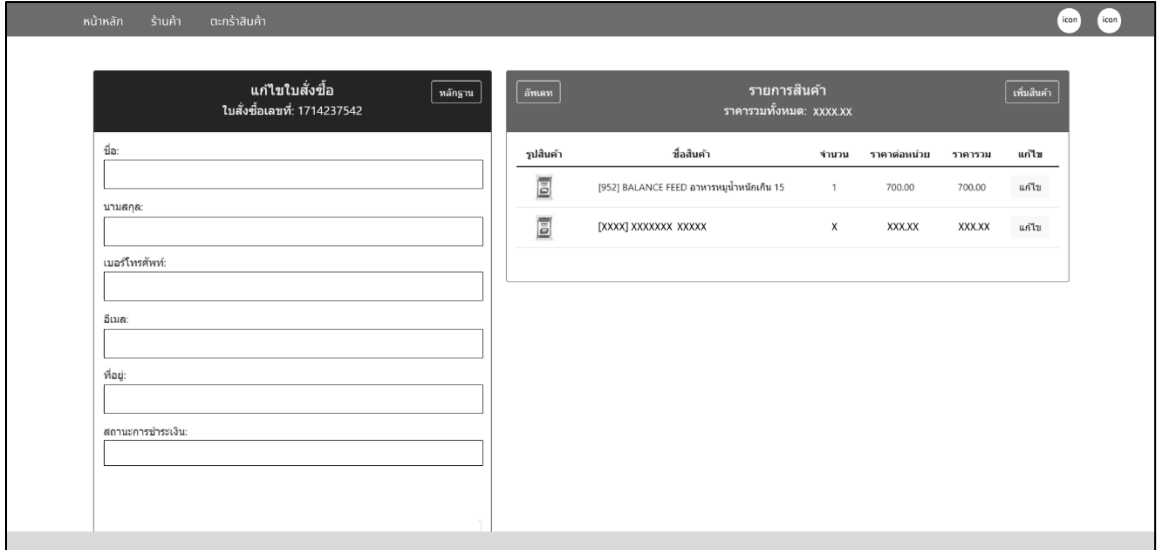 หน้าหลัก ร้านค้า ตะกร้าสินค้า icon icon
แก้ไขใบสั่งซื้อ
ใบสั่งซื้อเลขที่: 1714237542
หลักฐาน
ชื่อ:
นามสกุล:
เบอร์โทรศัพท์:
อีเมล:
ที่อยู่:
สถานะการชำระเงิน:
อัพเดท
รายการสินค้า
ราคารวมทั้งหมด: xxxx.xx
เพิ่มสินค้า
รูปสินค้า ชื่อสินค้า จำนวน ราคาต่อหน่วย ราคารวม แก้ไข
[952] BALANCE FEED อาหารหมูน้ำหนักเกิน 15 1 700.00 700.00 แก้ไข
[XXXX] XXXXXXX XXXXX X XXX.XX XXX.XX แก้ไข